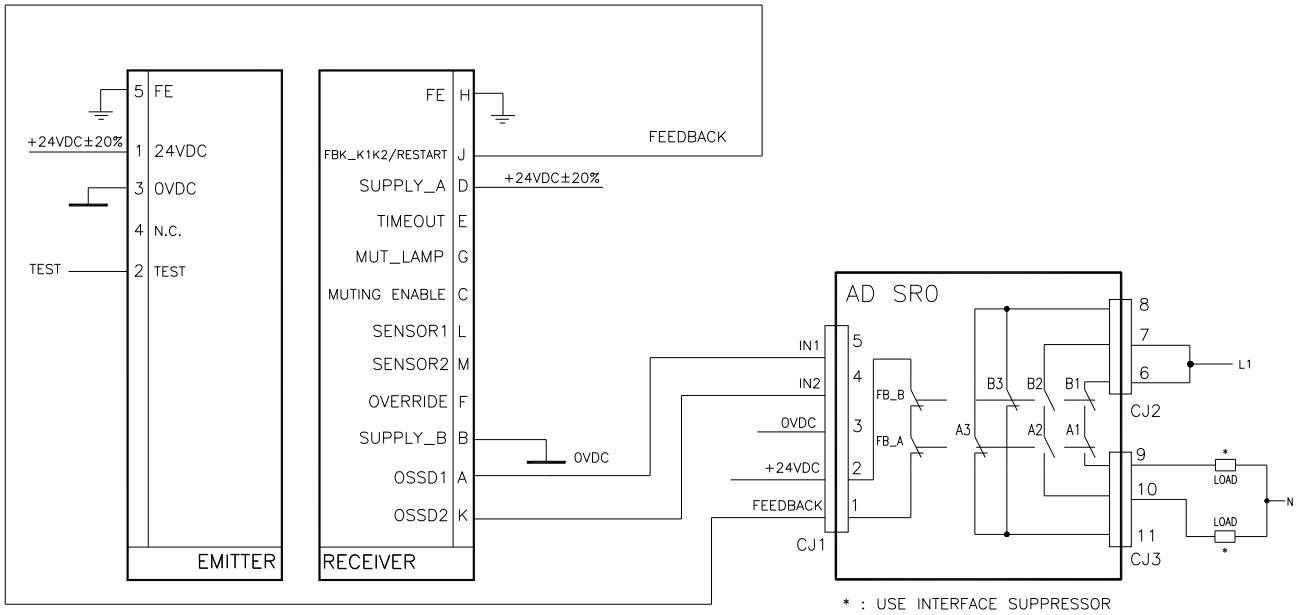 5 FE
+24VDC±20%
1 24VDC
3 0VDC
4 N.C.
TEST
2 TEST
EMITTER
FE H
FEEDBACK
FBK_K1K2/RESTART J
SUPPLY_A D
+24VDC±20%
TIMEOUT E
MUT_LAMP G
MUTING ENABLE C
SENSOR1 L
SENSOR2 M
OVERRIDE F
SUPPLY_B B
0VDC
OSSD1 A
OSSD2 K
RECEIVER
AD SR0
IN1
5
IN2
4
0VDC
3
+24VDC
2
FEEDBACK
1
CJ1
FB_B
FB_A
B3
B2
B1
A3
A2
A1
8
7
6
L1
CJ2
9
10
11
CJ3
*
LOAD
N
LOAD
*
* : USE INTERFACE SUPPRESSOR